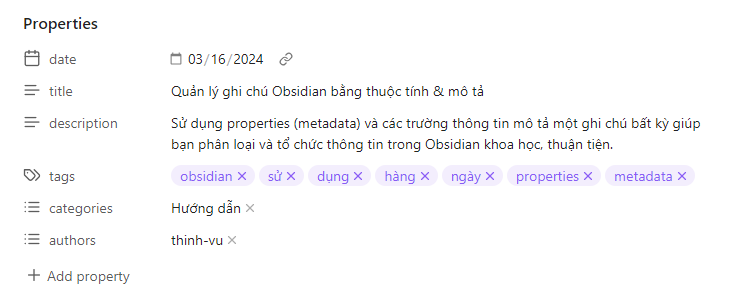 Properties
date 03/16/2024
title Quản lý ghi chú Obsidian bằng thuộc tính & mô tả
description Sử dụng properties (metadata) và các trường thông tin mô tả một ghi chú bất kỳ giúp
bạn phân loại và tổ chức thông tin trong Obsidian khoa học, thuận tiện.
tags obsidian × sử × dụng × hàng × ngày × properties × metadata ×
categories Hướng dẫn ×
authors thinh-vu ×
+ Add property